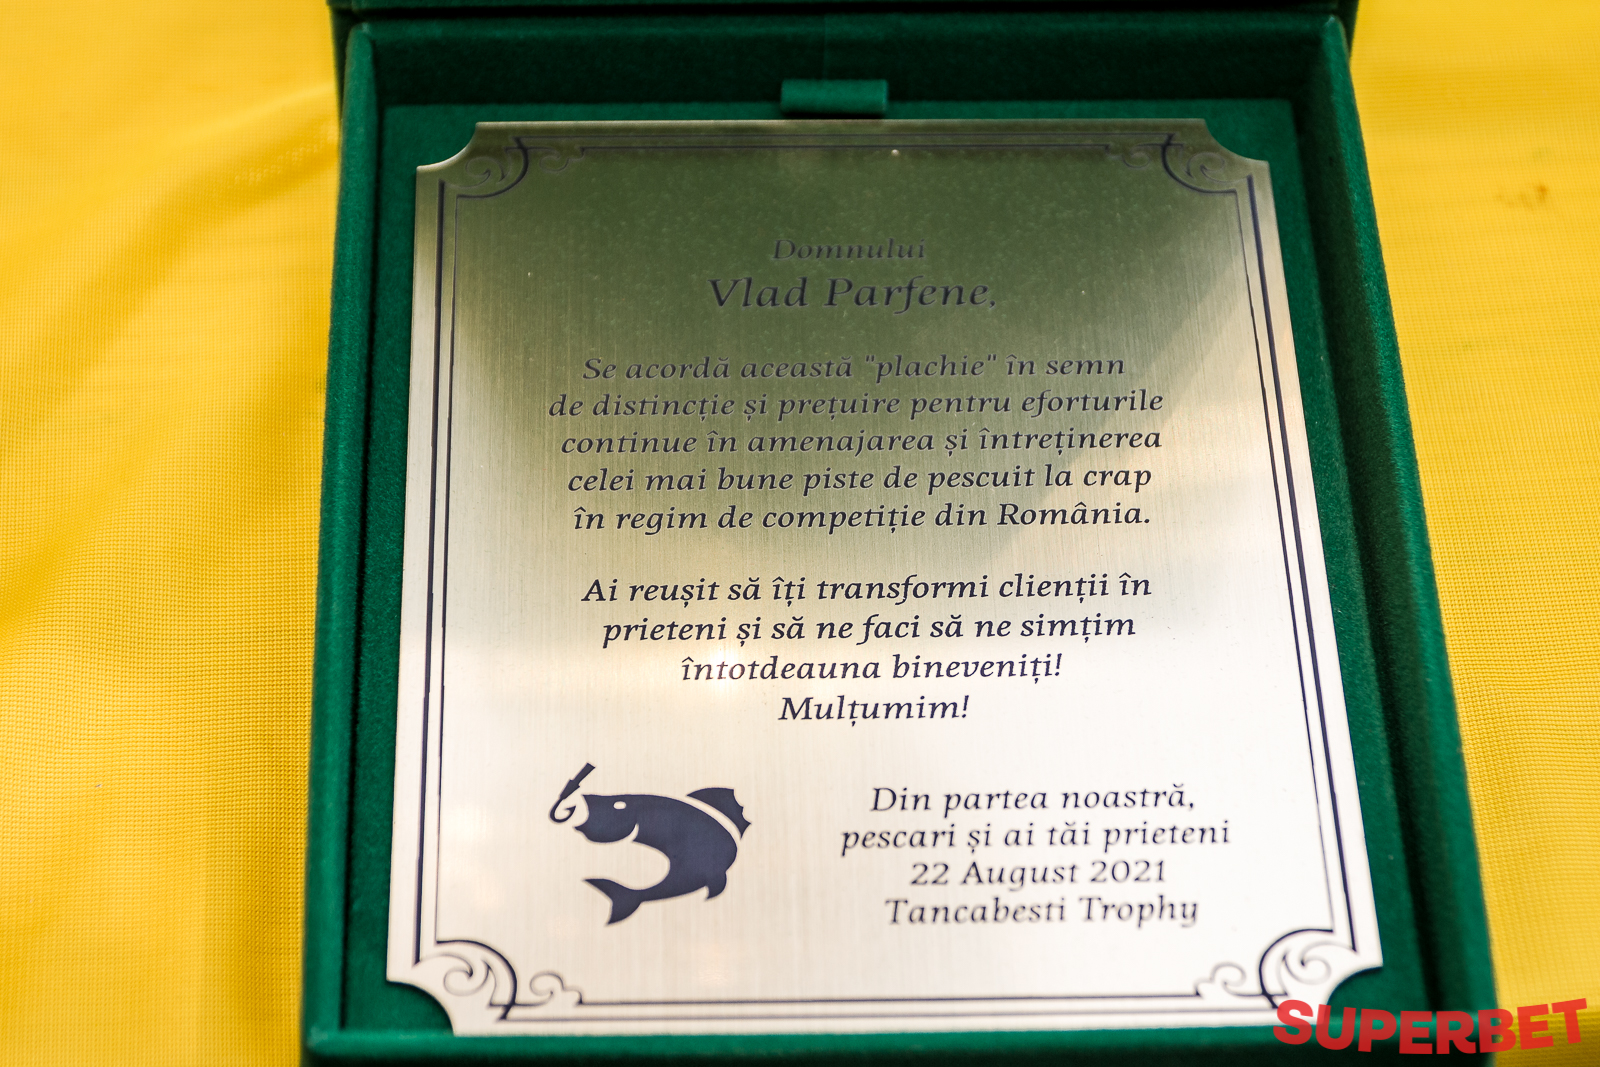 Domnului
Vlad Parfene,
Se acordă această "plachie" în semn
de distincție și prețuire pentru eforturile
continue în amenajarea și întreținerea
celei mai bune piste de pescuit la crap
în regim de competiție din România.
Ai reușit să îți transformi clienții în
prieteni și să ne faci să ne simțim
întotdeauna bineveniți!
Mulțumim!
Din partea noastră,
pescari și ai tăi prieteni
22 August 2021
Tancabesti Trophy
SUPERBET